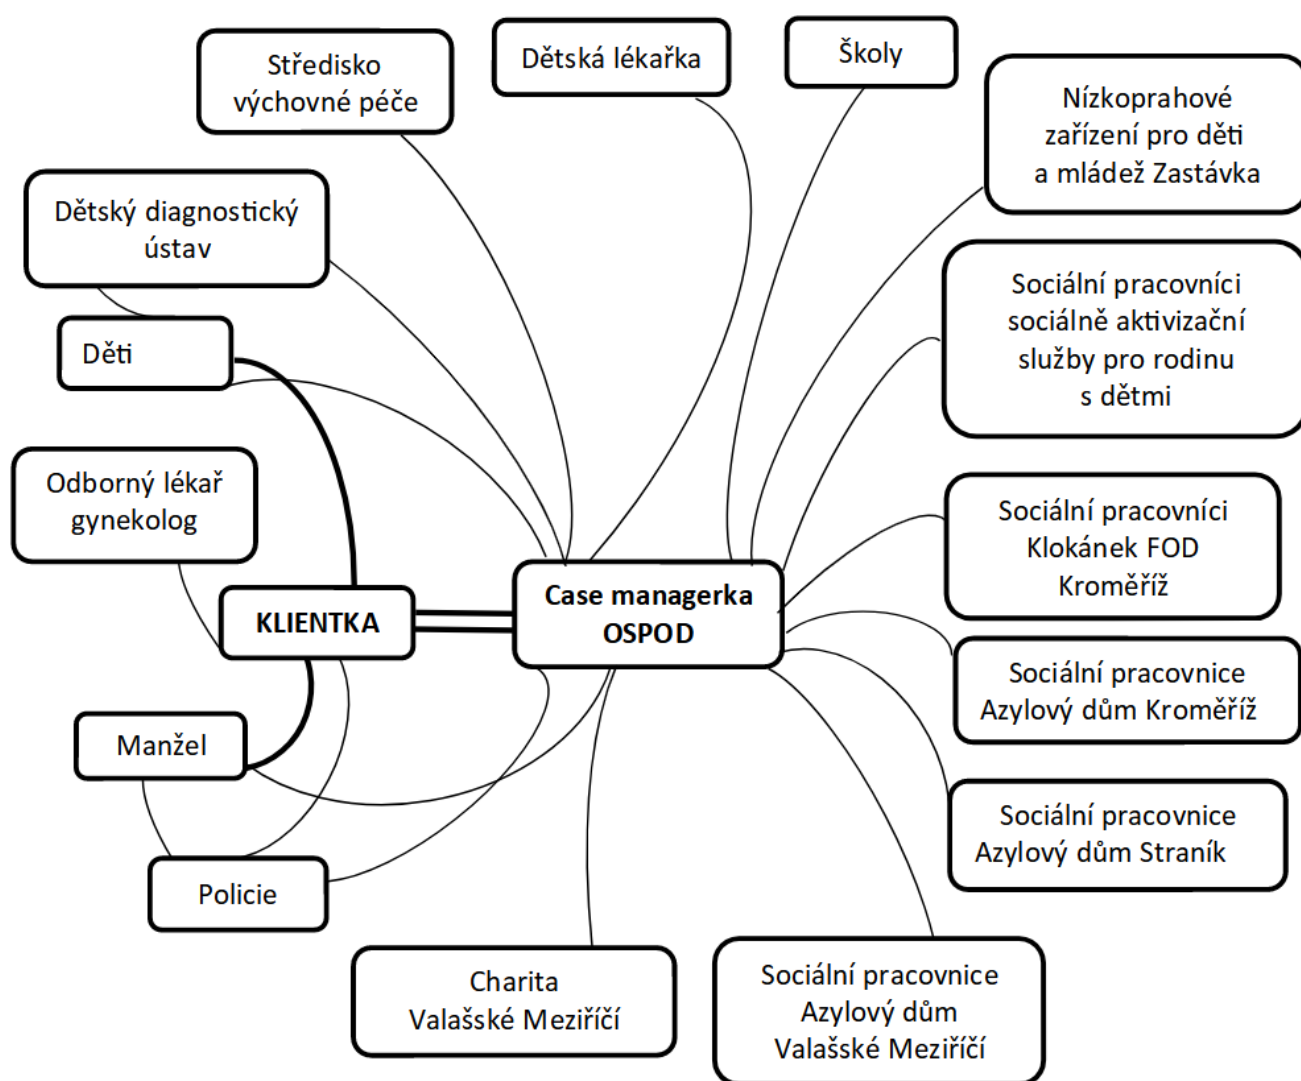 Středisko
výchovné péče
Dětská lékařka
Školy
Nízkoprahové
zařízení pro děti
a mládež Zastávka
Dětský diagnostický
ústav
Sociální pracovníci
sociálně aktivizační
služby pro rodinu
s dětmi
Děti
Odborný lékař
gynekolog
Sociální pracovníci
Klokánek FOD
Kroměříž
KLIENTKA
Case managerka
OSPOD
Sociální pracovnice
Azylový dům Kroměříž
Manžel
Sociální pracovnice
Azylový dům Straník
Policie
Charita
Valašské Meziříčí
Sociální pracovnice
Azylový dům
Valašské Meziříčí